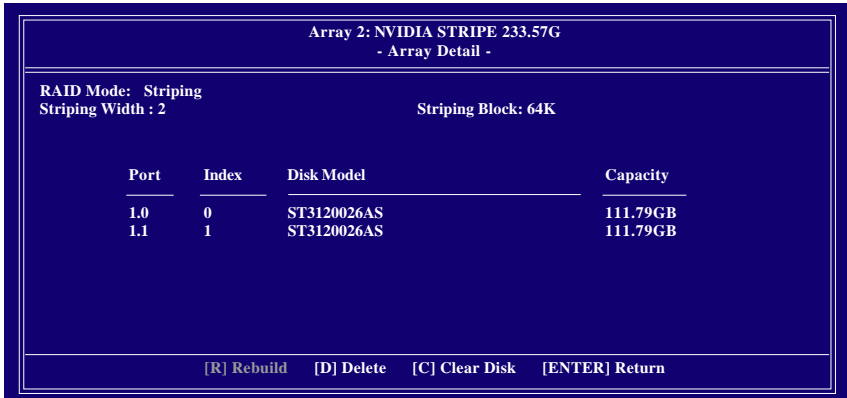 Array 2: NVIDIA STRIPE 233.57G
- Array Detail -
RAID Mode: Striping
Striping Width : 2 Striping Block: 64K
Port Index Disk Model Capacity
1.0 0 ST3120026AS 111.79GB
1.1 1 ST3120026AS 111.79GB
[R] Rebuild [D] Delete [C] Clear Disk [ENTER] Return